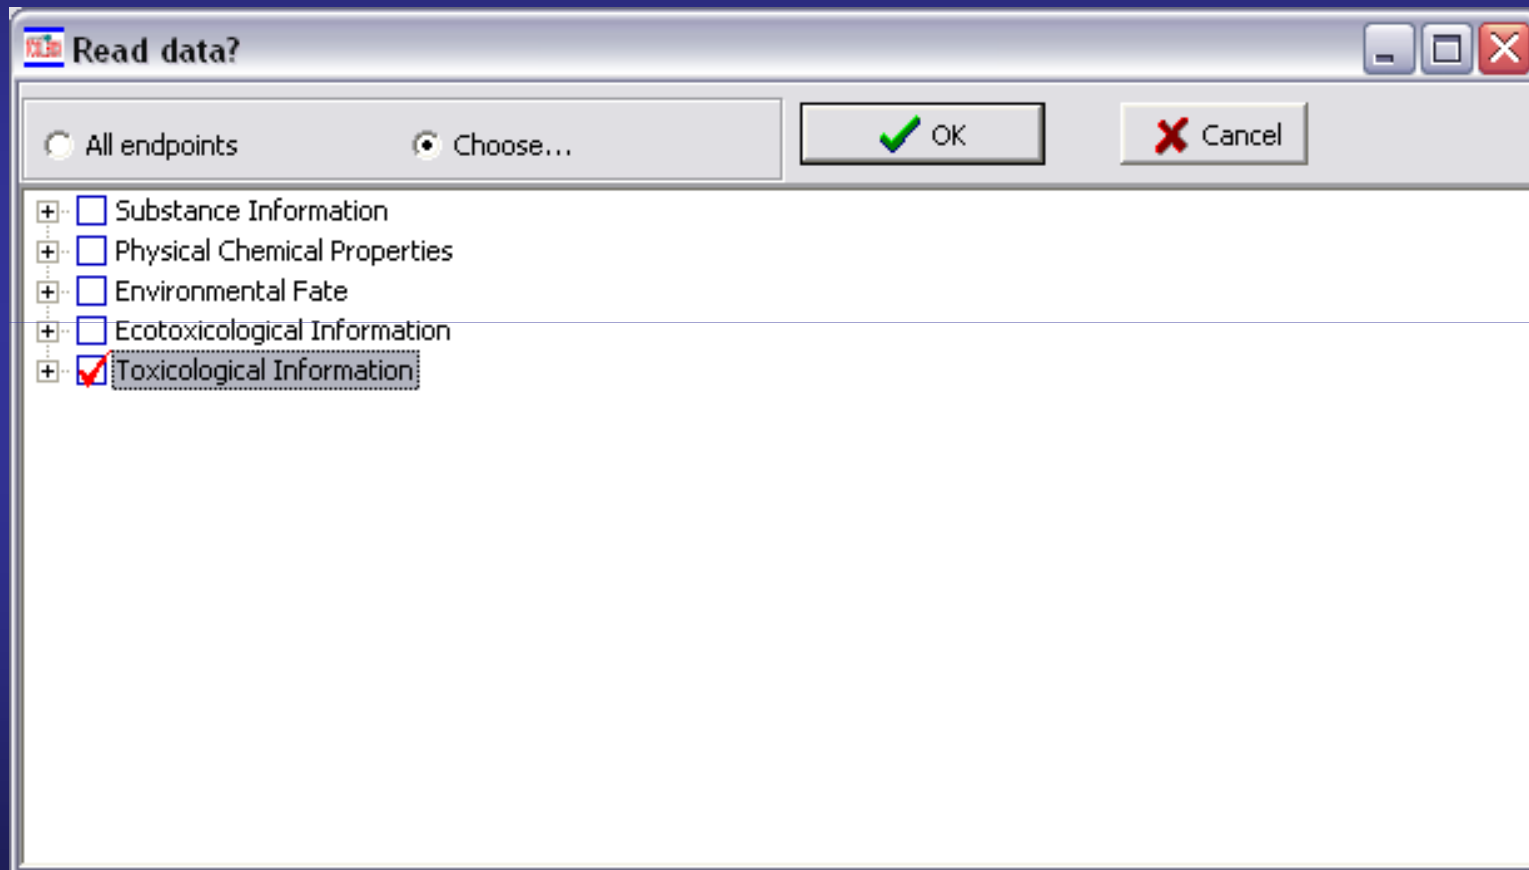 Read data?
All endpoints
Choose...
OK
Cancel
Substance Information
Physical Chemical Properties
Environmental Fate
Ecotoxicological Information
Toxicological Information